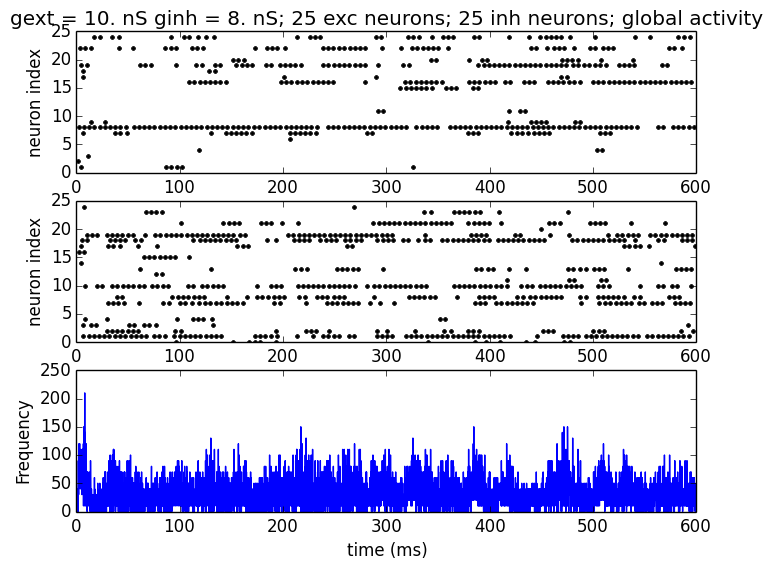 gext = 10. nS ginh = 8. nS; 25 exc neurons; 25 inh neurons; global activity
25
20
15
10
5
0
neuron index
0 100 200 300 400 500 600
25
20
15
10
5
0
neuron index
0 100 200 300 400 500 600
250
200
150
100
50
0
Frequency
0 100 200 300 400 500 600
time (ms)